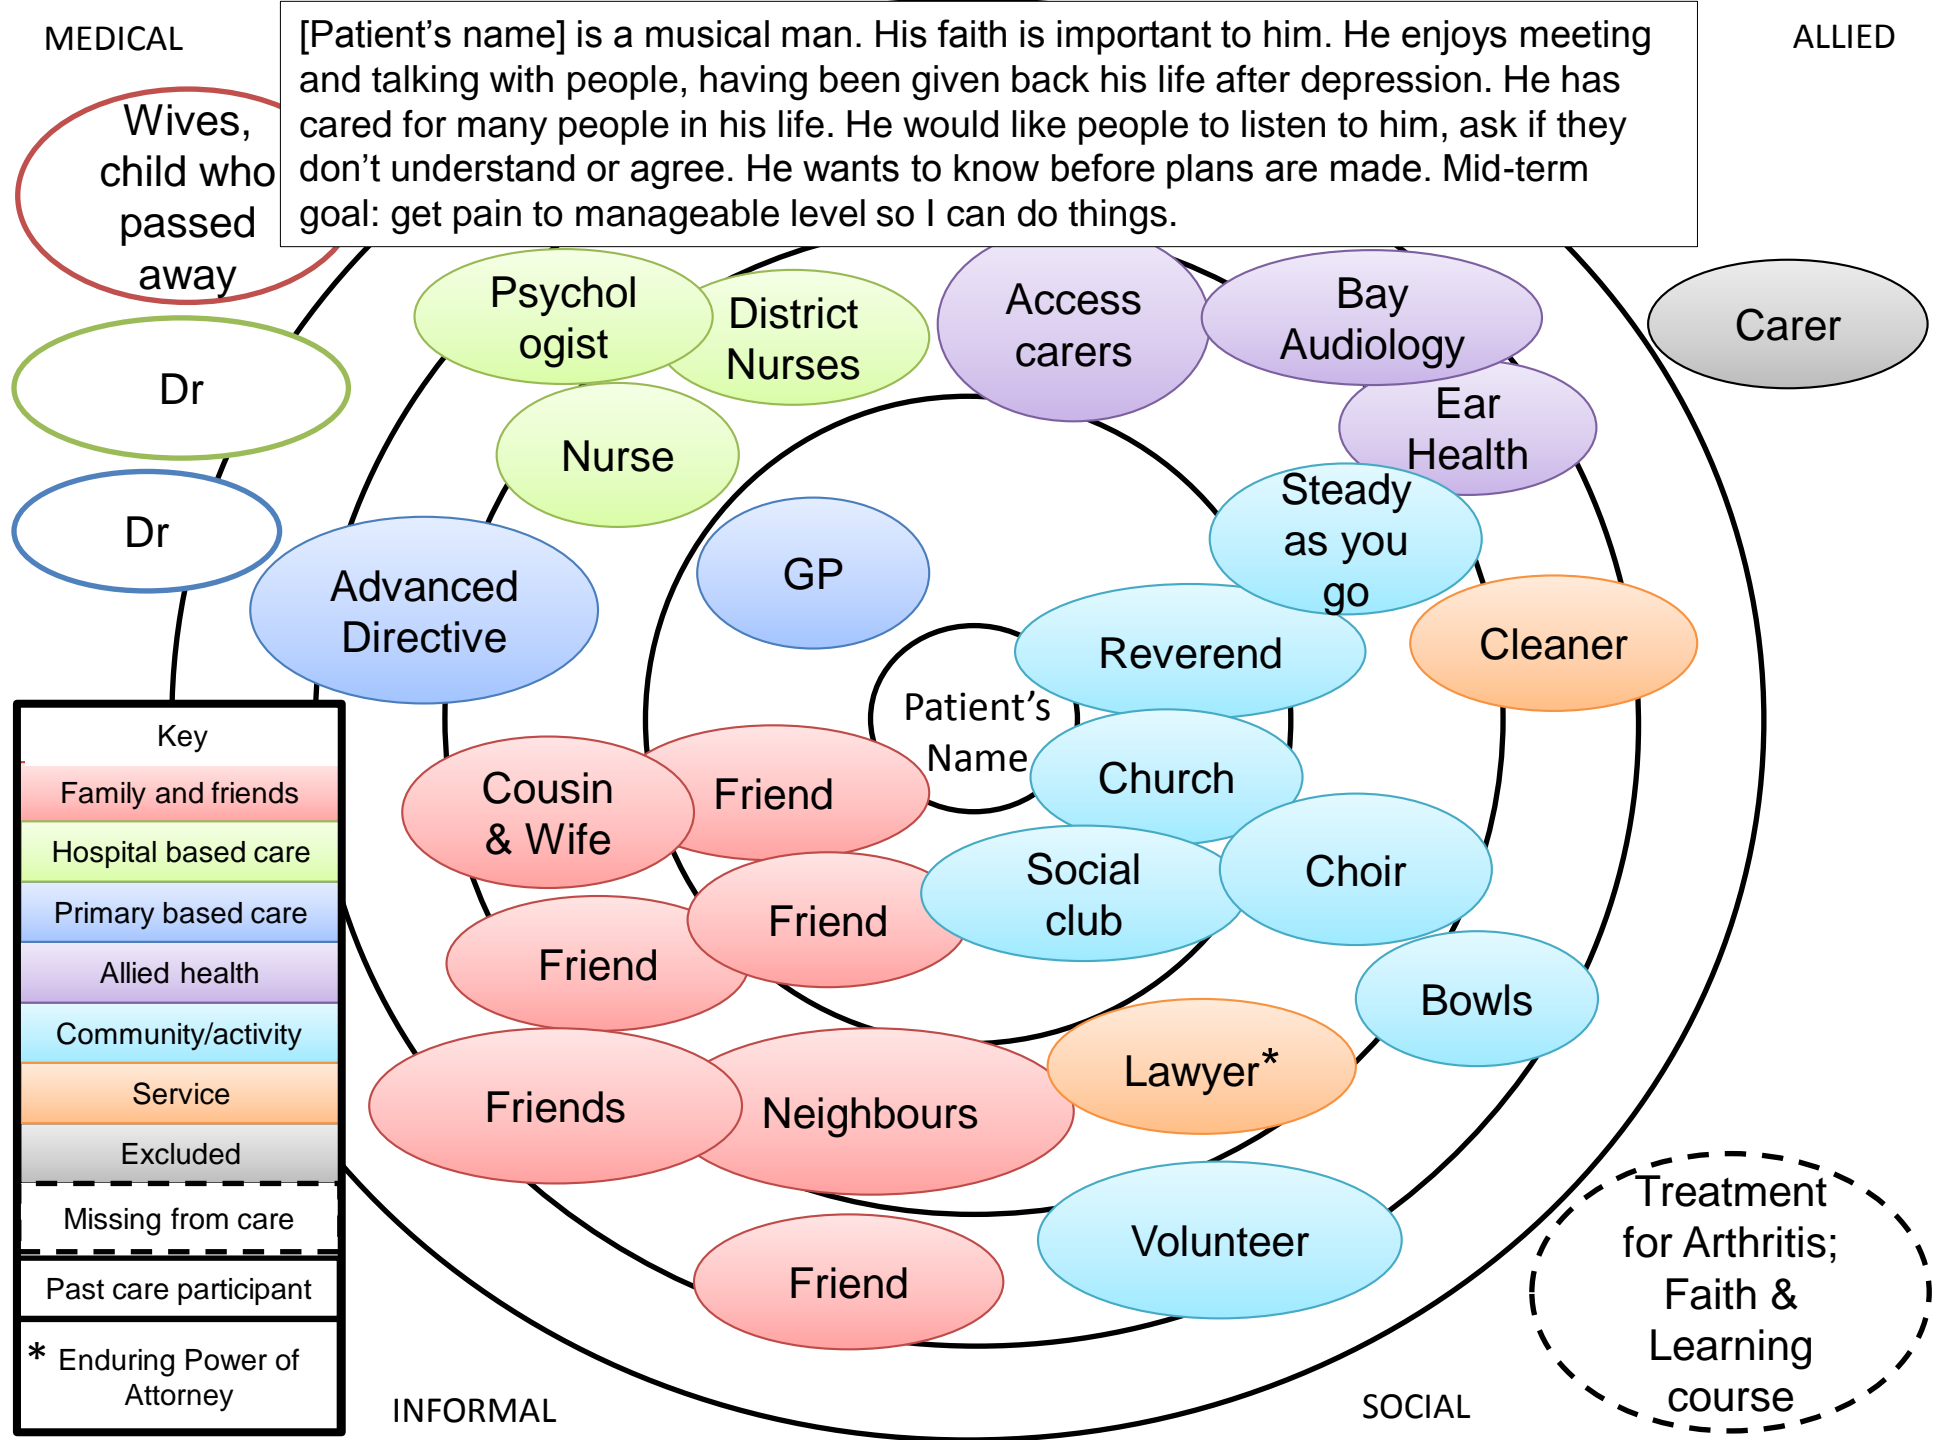 MEDICAL
[Patient’s name] is a musical man. His faith is important to him. He enjoys meeting
and talking with people, having been given back his life after depression. He has
cared for many people in his life. He would like people to listen to him, ask if they
don’t understand or agree. He wants to know before plans are made. Mid-term
goal: get pain to manageable level so I can do things.
ALLIED
Wives,
child who
passed
away
Psychol
ogist
District
Nurses
Access
carers
Bay
Audiology
Carer
Dr
Nurse
Ear
Health
Dr
Steady
as you
go
Advanced
Directive
GP
Reverend
Cleaner
Patient’s
Name
Church
Cousin
& Wife
Friend
Social
club
Choir
Friend
Friend
Bowls
Lawyer*
Friends
Neighbours
Volunteer
Friend
Treatment
for Arthritis;
Faith &
Learning
course
Key
Family and friends
Hospital based care
Primary based care
Allied health
Community/activity
Service
Excluded
Missing from care
Past care participant
* Enduring Power of
Attorney
INFORMAL
SOCIAL